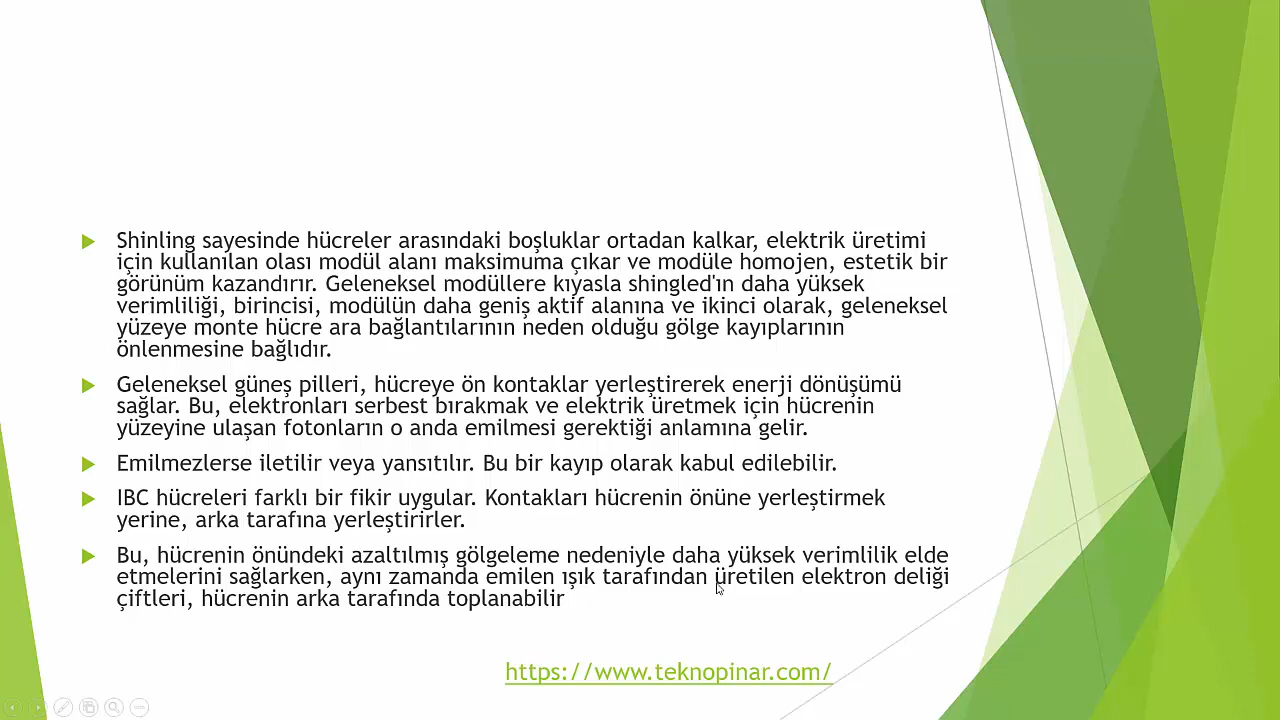 Shinling sayesinde hücreler arasındaki boşluklar ortadan kalkar, elektrik üretimi
için kullanılan olası modül alanı maksimuma çıkar ve modüle homojen, estetik bir
görünüm kazandırır. Geleneksel modüllere kıyasla shingled'ın daha yüksek
verimliliği, birincisi, modülün daha geniş aktif alanına ve ikinci olarak, geleneksel
yüzeye monte hücre ara bağlantılarının neden olduğu gölge kayıplarının
önlenmesine bağlıdır.
Geleneksel güneş pilleri, hücreye ön kontaklar yerleştirerek enerji dönüşümü
sağlar. Bu, elektronları serbest bırakmak ve elektrik üretmek için hücrenin
yüzeyine ulaşan fotonların o anda emilmesi gerektiği anlamına gelir.
Emilmezlerse iletilir veya yansıtılır. Bu bir kayıp olarak kabul edilebilir.
IBC hücreleri farklı bir fikir uygular. Kontakları hücrenin önüne yerleştirmek
yerine, arka tarafına yerleştirirler.
Bu, hücrenin önündeki azaltılmış gölgeleme nedeniyle daha yüksek verimlilik elde
etmelerini sağlarken, aynı zamanda emilen ışık tarafından üretilen elektron deliği
çiftleri, hücrenin arka tarafında toplanabilir
https://www.teknopinar.com/